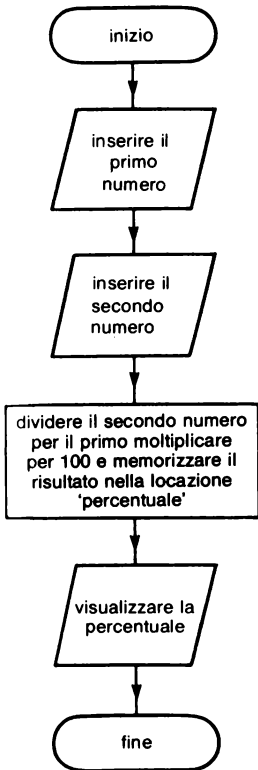 inizio
inserire il
primo
numero
inserire il
secondo
numero
dividere il secondo numero
per il primo moltiplicare
per 100 e memorizzare il
risultato nella locazione
‘percentuale’
visualizzare la
percentuale
fine